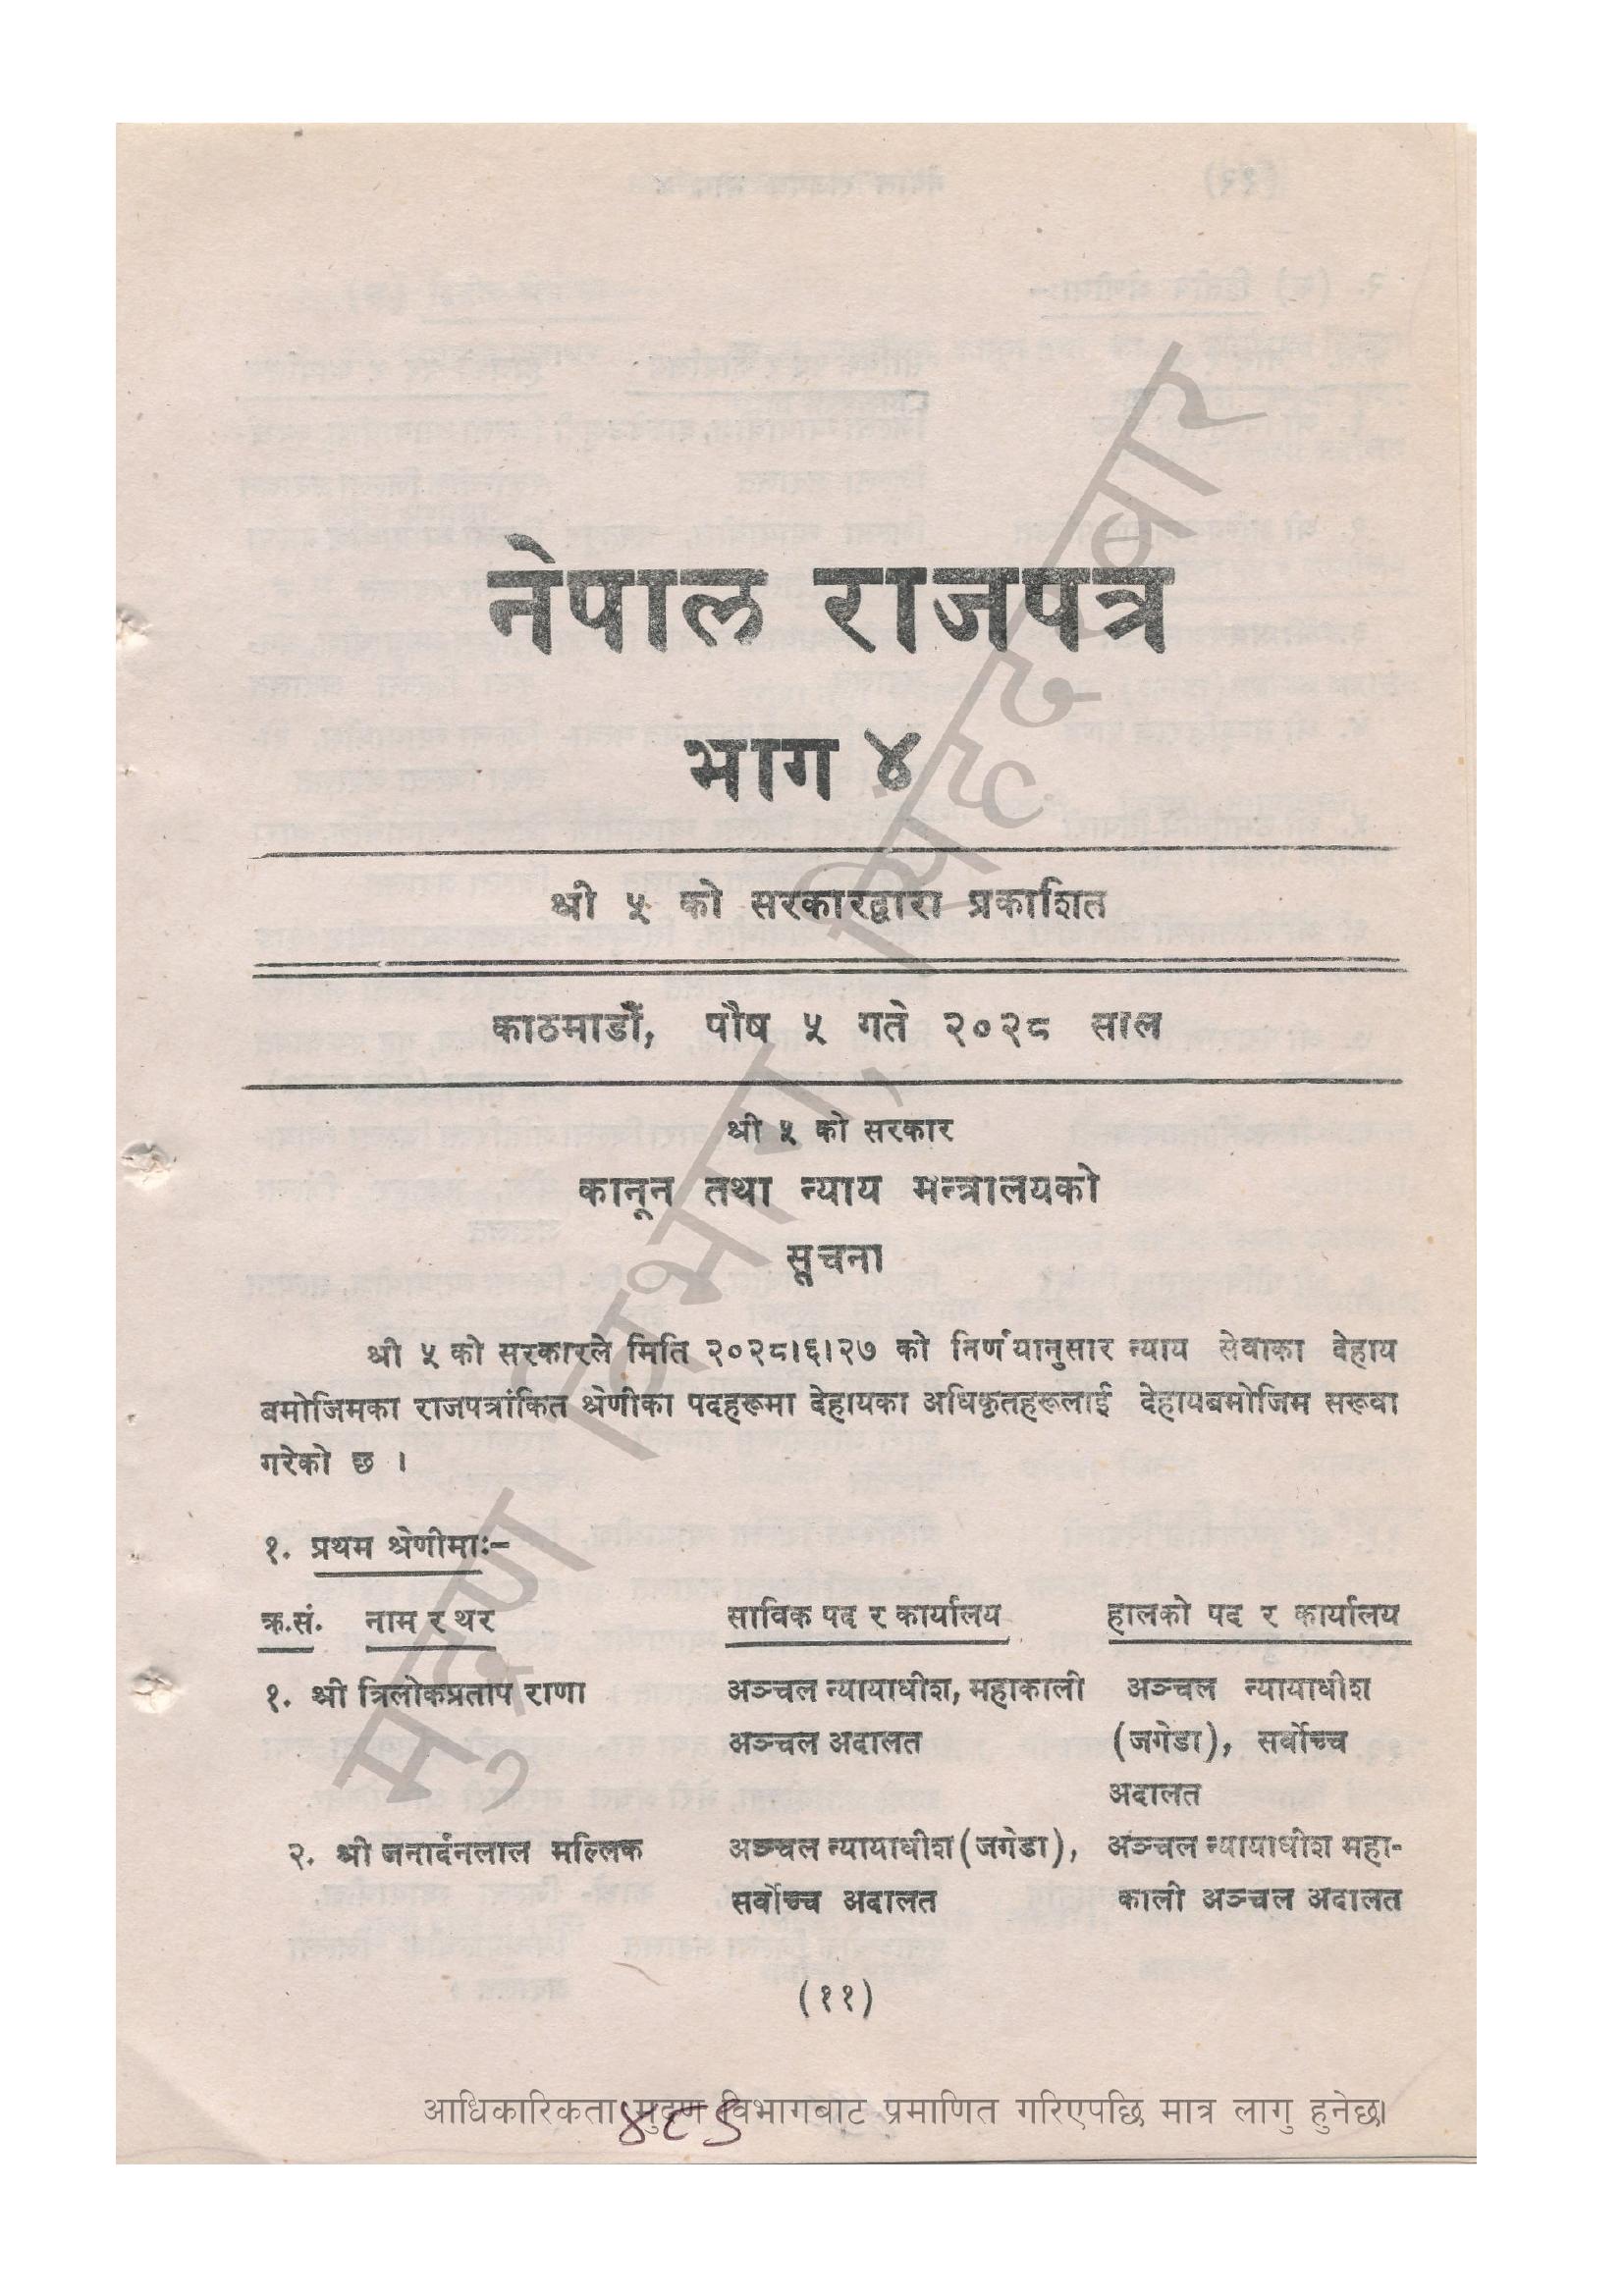 नेपाल राजपत्र
भाग ४
श्री ५ को सरकारद्वारा प्रकाशित
काठमाडौं, पौष ५ गते २०२८ साल
श्री ५ को सरकार
कानून तथा न्याय मन्त्रालयको
सूचना
श्री ५ को सरकारले मिति २०२८।६।२७ को निर्णयानुसार न्याय सेवाका देहाय
बमोजिमका राजपत्रांकित श्रेणीका पदहरूमा देहायका अधिकृतहरूलाई देहायबमोजिम सरूवा
गरेको छ ।
१. प्रथम श्रेणीमाः–
क्र.सं. नाम र थर साविक पद र कार्यालय हालको पद र कार्यालय
१. श्री त्रिलोकप्रताप राणा अञ्चल न्यायाधीश, महाकाली अञ्चल न्यायाधीश
अञ्चल अदालत (जगेडा), सर्वोच्च
अदालत
२. श्री जनार्दनलाल मल्लिक अञ्चल न्यायाधीश (जगेडा), अञ्चल न्यायाधीश महा-
सर्वोच्च अदालत काली अञ्चल अदालत
(११)
आधिकारिकता मुद्रण विभागबाट प्रमाणित गरिएपछि मात्र लागु हुनेछ।
मुद्रण विभाग, सिंहदरबार